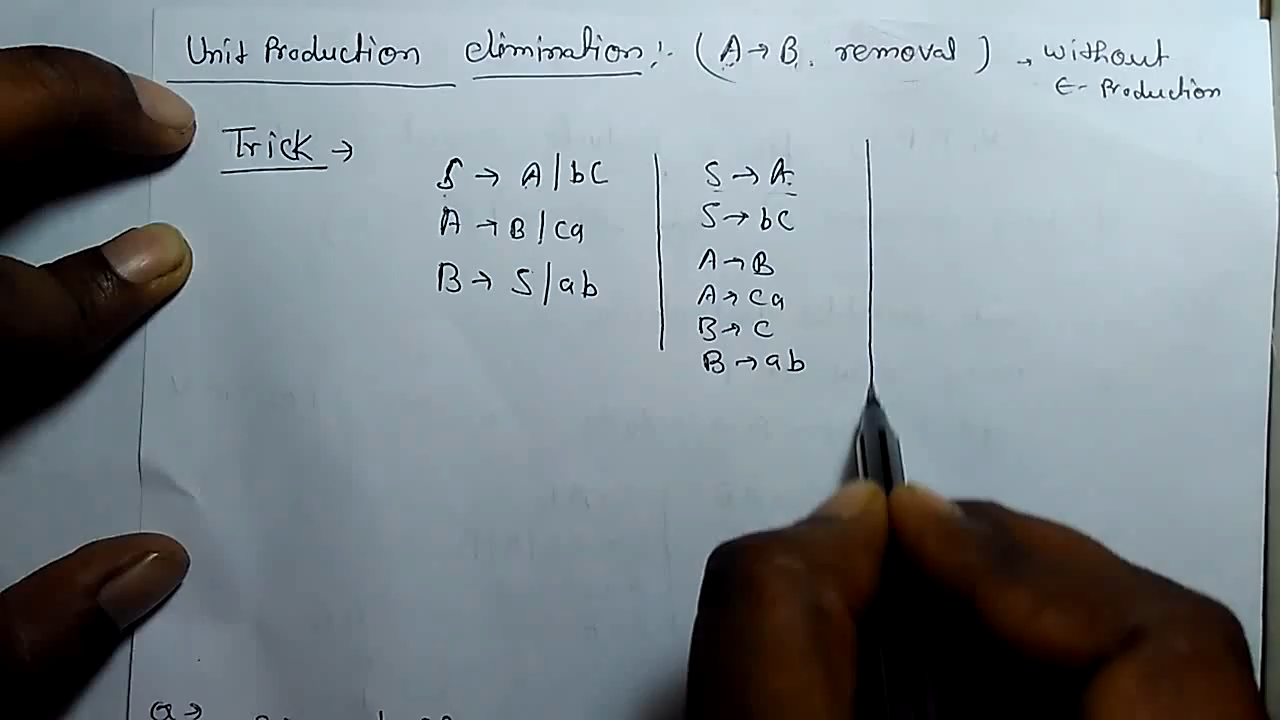 Unit Production elimination:- (A → B. removal) → without
ϵ- Production
Trick →
S → A | bC
A → B | Ca
B → S | ab
S → A
S → bC
A → B
A → Ca
B → C
B → ab
Q →